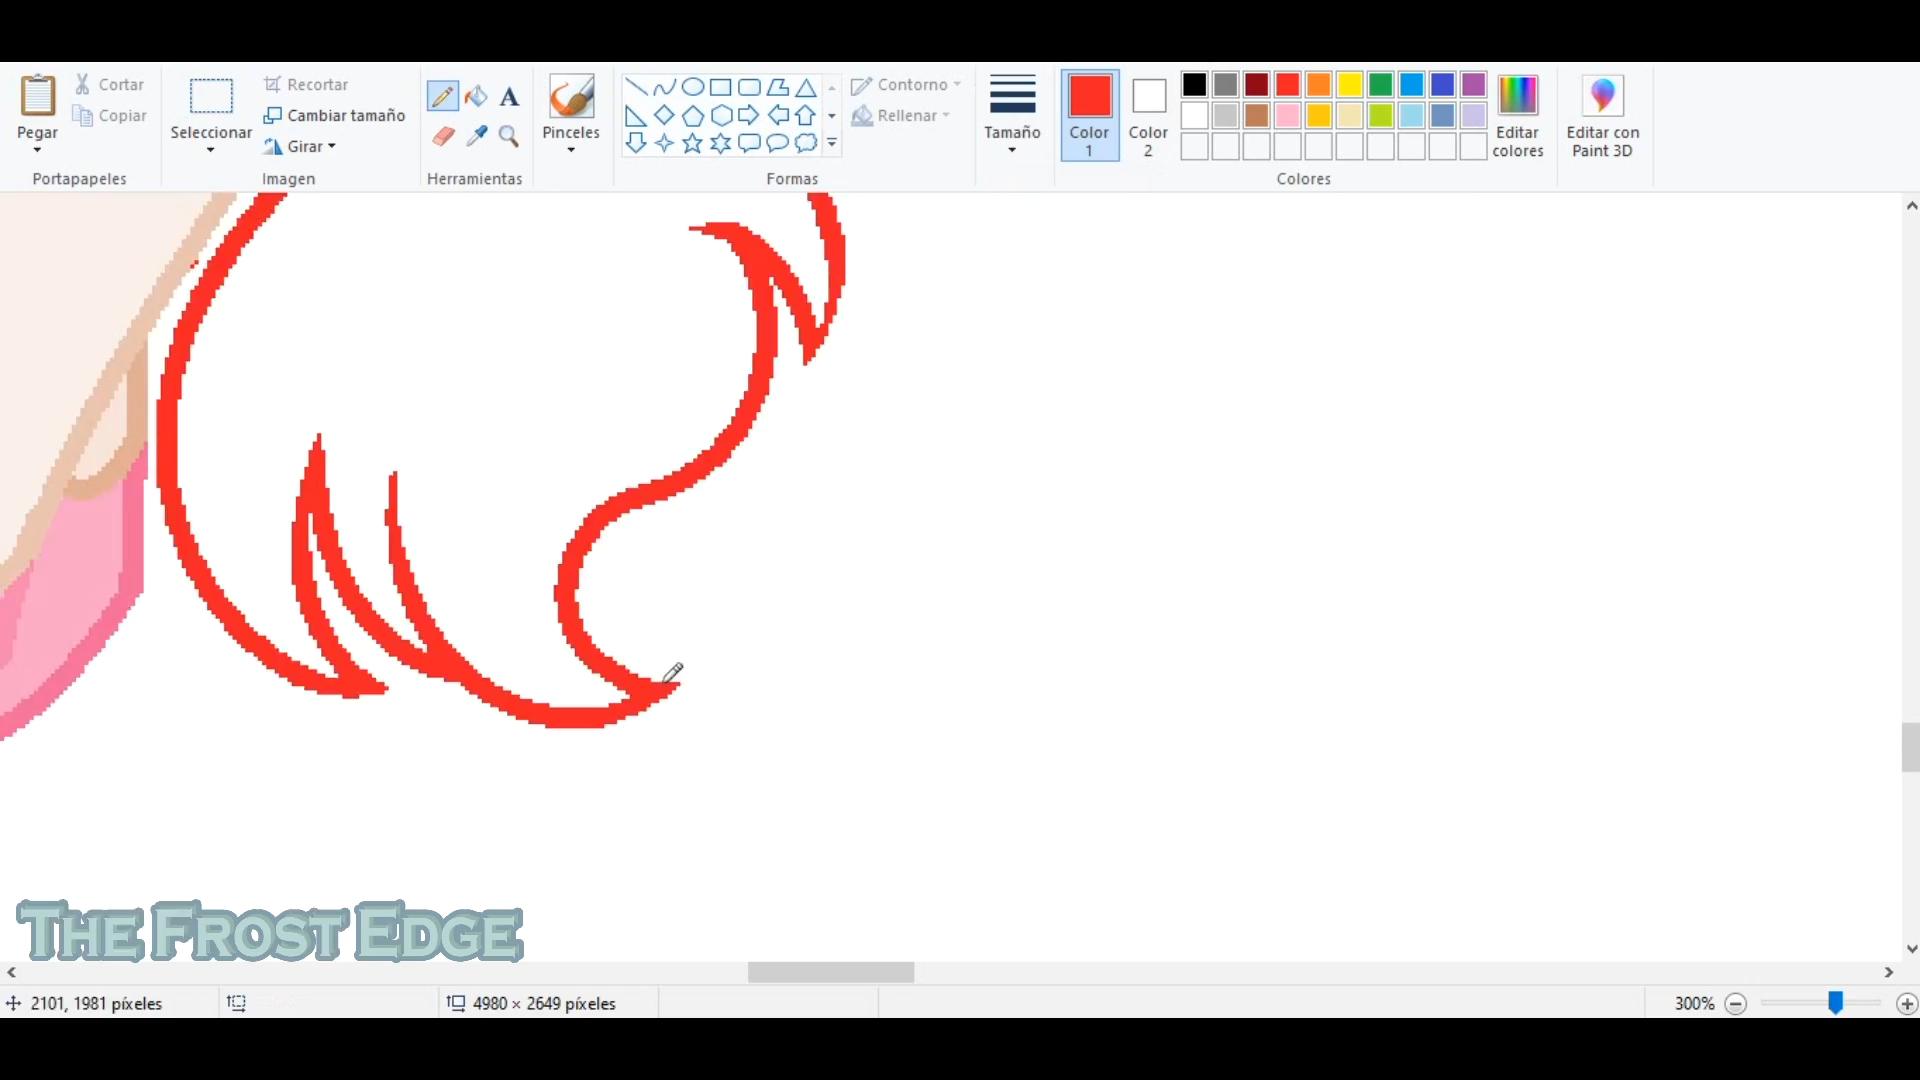 Pegar
Cortar
Copiar
Portapapeles
Seleccionar
Recortar
Cambiar tamaño
Girar
Imagen
A
Herramientas
Pinceles
Contorno
Rellenar
Formas
Tamaño
Color
1
Color
2
Editar
colores
Colores
Editar con
Paint 3D
THE FROST EDGE
2101, 1981 píxeles
4980 × 2649 píxeles
300%